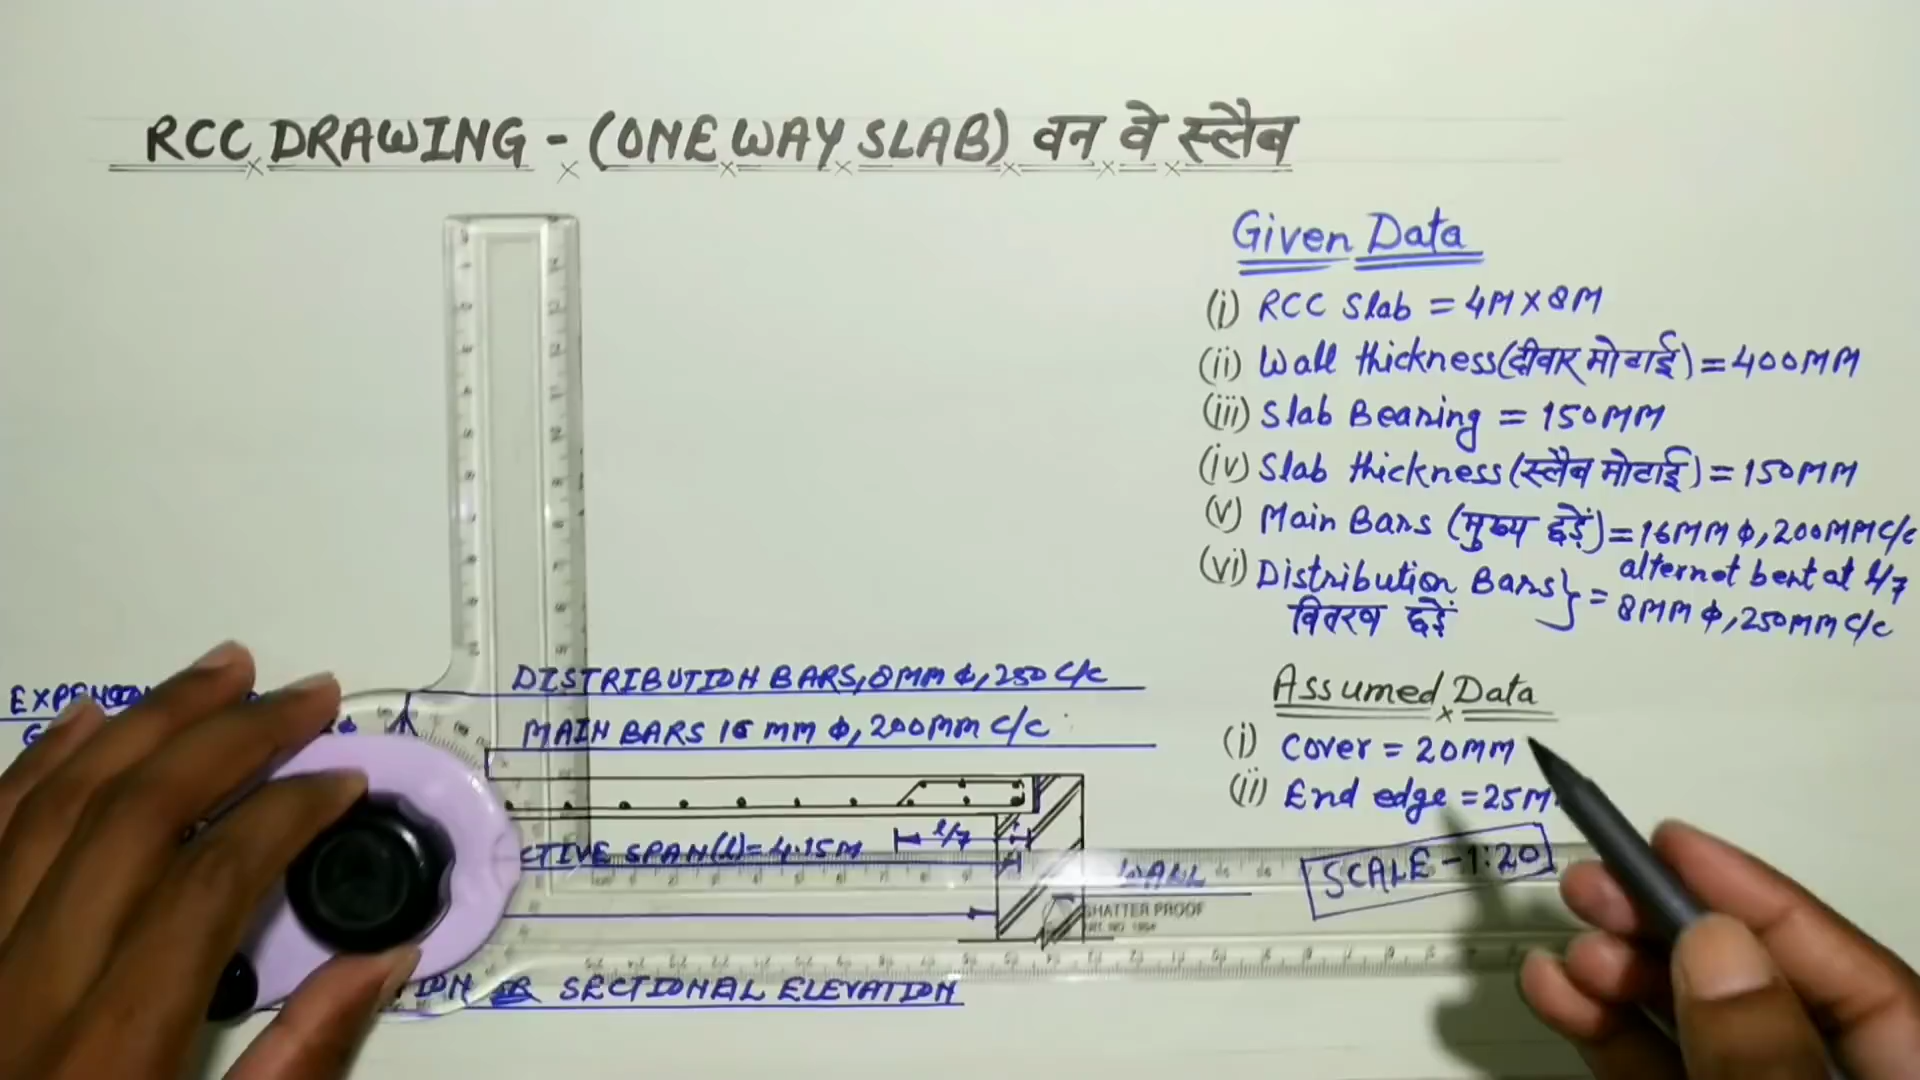 RCC DRAWING - (ONE WAY SLAB) वन वे स्लैब
Given Data
(i) RCC Slab = 4M X 8M
(ii) Wall thickness (दीवार मोटाई) = 400MM
(iii) Slab Bearing = 150MM
(iv) Slab thickness (स्लैब मोटाई) = 150MM
(v) Main Bars (मुख्य छड़ें) = 16MM ϕ, 200MM C/C
alternot bent at l/7
(vi) Distribution Bars } = 8MM ϕ, 250MM C/C
वितरण छड़ें
Assumed Data
(i) Cover = 20MM
(ii) End edge = 25M
SCALE - 1:20
DISTRIBUTION BARS, 8MM ϕ, 250 C/C
MAIN BARS 16 MM ϕ, 200MM C/C
l/7
CTIVE SPAN(l) = 4.15M
WALL
SHATTER PROOF
TION SECTIONAL ELEVATION